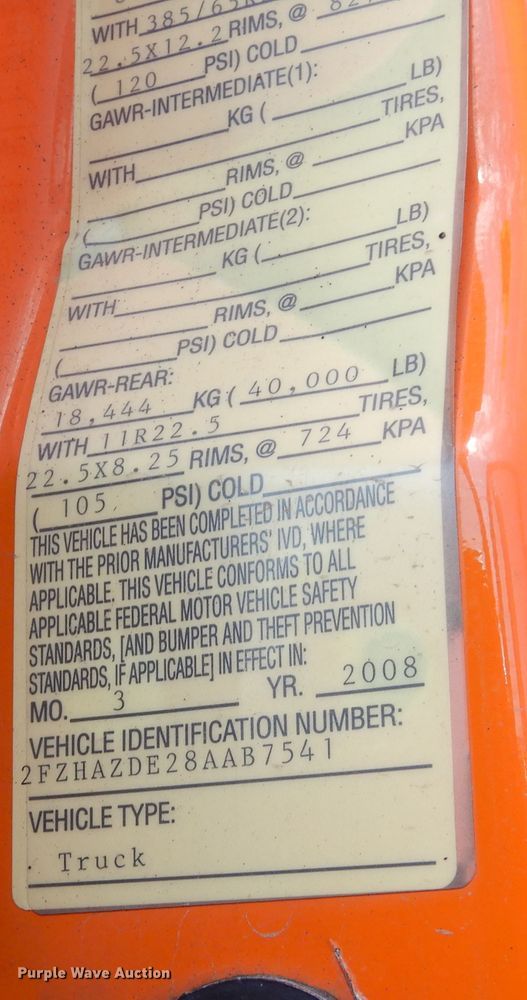 WITH 385/65R
22.5X12.2 RIMS, @
( 120 PSI) COLD
GAWR-INTERMEDIATE(1):
KG ( LB)
WITH TIRES,
RIMS, @ KPA
( PSI) COLD
GAWR-INTERMEDIATE(2):
KG ( LB)
WITH TIRES,
RIMS, @ KPA
( PSI) COLD
GAWR-REAR:
18,444 KG ( 40,000 LB)
WITH 11R22.5 TIRES,
22.5X8.25 RIMS, @ 724 KPA
( 105 PSI) COLD
THIS VEHICLE HAS BEEN COMPLETED IN ACCORDANCE
WITH THE PRIOR MANUFACTURERS' IVD, WHERE
APPLICABLE. THIS VEHICLE CONFORMS TO ALL
APPLICABLE FEDERAL MOTOR VEHICLE SAFETY
STANDARDS, [AND BUMPER AND THEFT PREVENTION
STANDARDS, IF APPLICABLE] IN EFFECT IN:
MO. 3 YR. 2008
VEHICLE IDENTIFICATION NUMBER:
2FZHAZDE28AAB7541
VEHICLE TYPE:
Truck
Purple Wave Auction